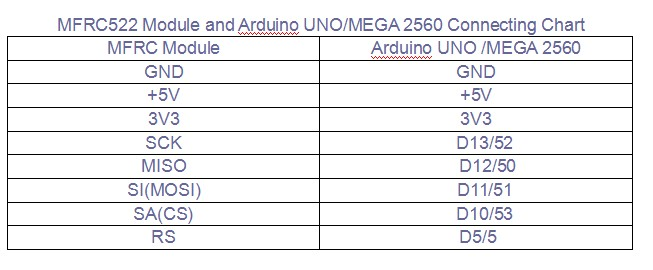 MFRC522 Module and Arduino UNO/MEGA 2560 Connecting Chart
MFRC Module Arduino UNO /MEGA 2560
GND GND
+5V +5V
3V3 3V3
SCK D13/52
MISO D12/50
SI(MOSI) D11/51
SA(CS) D10/53
RS D5/5